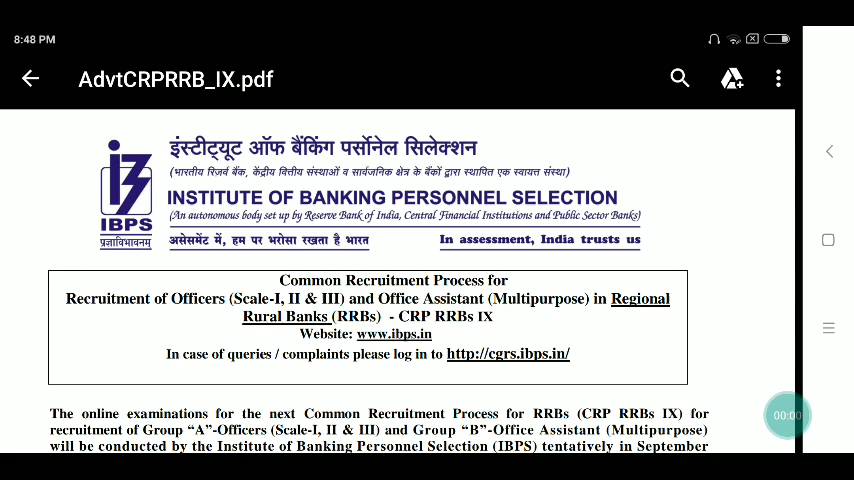 8:48 PM
AdvtCRPRRB_IX.pdf
इंस्टीट्यूट ऑफ बैंकिंग पर्सोनेल सिलेक्शन
(भारतीय रिजर्व बैंक, केंद्रीय वित्तीय संस्थाओं व सार्वजनिक क्षेत्र के बैंकों द्वारा स्थापित एक स्वायत्त संस्था)
INSTITUTE OF BANKING PERSONNEL SELECTION
(An autonomous body set up by Reserve Bank of India, Central Financial Institutions and Public Sector Banks)
IBPS
प्रज्ञाविभावनम्
असेसमेंट में, हम पर भरोसा रखता है भारत
In assessment, India trusts us
Common Recruitment Process for
Recruitment of Officers (Scale-I, II & III) and Office Assistant (Multipurpose) in Regional
Rural Banks (RRBs) - CRP RRBs IX
Website: www.ibps.in
In case of queries / complaints please log in to http://cgrs.ibps.in/
The online examinations for the next Common Recruitment Process for RRBs (CRP RRBs IX) for
recruitment of Group “A”-Officers (Scale-I, II & III) and Group “B”-Office Assistant (Multipurpose)
will be conducted by the Institute of Banking Personnel Selection (IBPS) tentatively in September
00:00